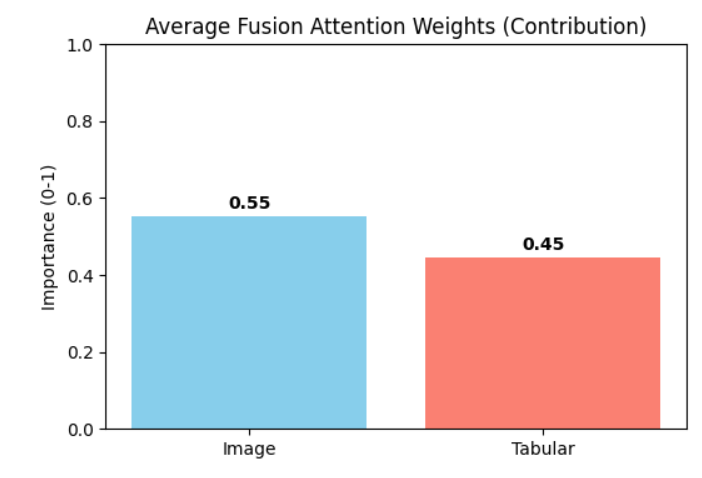 Average Fusion Attention Weights (Contribution)
1.0
0.8
0.6
0.4
0.2
0.0
Importance (0-1)
0.55
0.45
Image
Tabular